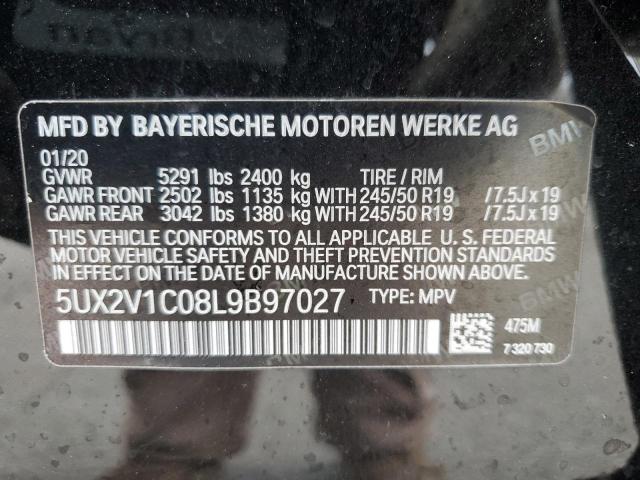 MFD BY BAYERISCHE MOTOREN WERKE AG
01/20
GVWR 5291 lbs 2400 kg TIRE / RIM
GAWR FRONT 2502 lbs 1135 kg WITH 245/50 R19 /7.5J x 19
GAWR REAR 3042 lbs 1380 kg WITH 245/50 R19 /7.5J x 19
THIS VEHICLE CONFORMS TO ALL APPLICABLE U. S. FEDERAL
MOTOR VEHICLE SAFETY AND THEFT PREVENTION STANDARDS
IN EFFECT ON THE DATE OF MANUFACTURE SHOWN ABOVE.
5UX2V1C08L9B97027 TYPE: MPV
475M
7 320 730
BMW
BMW
BMW